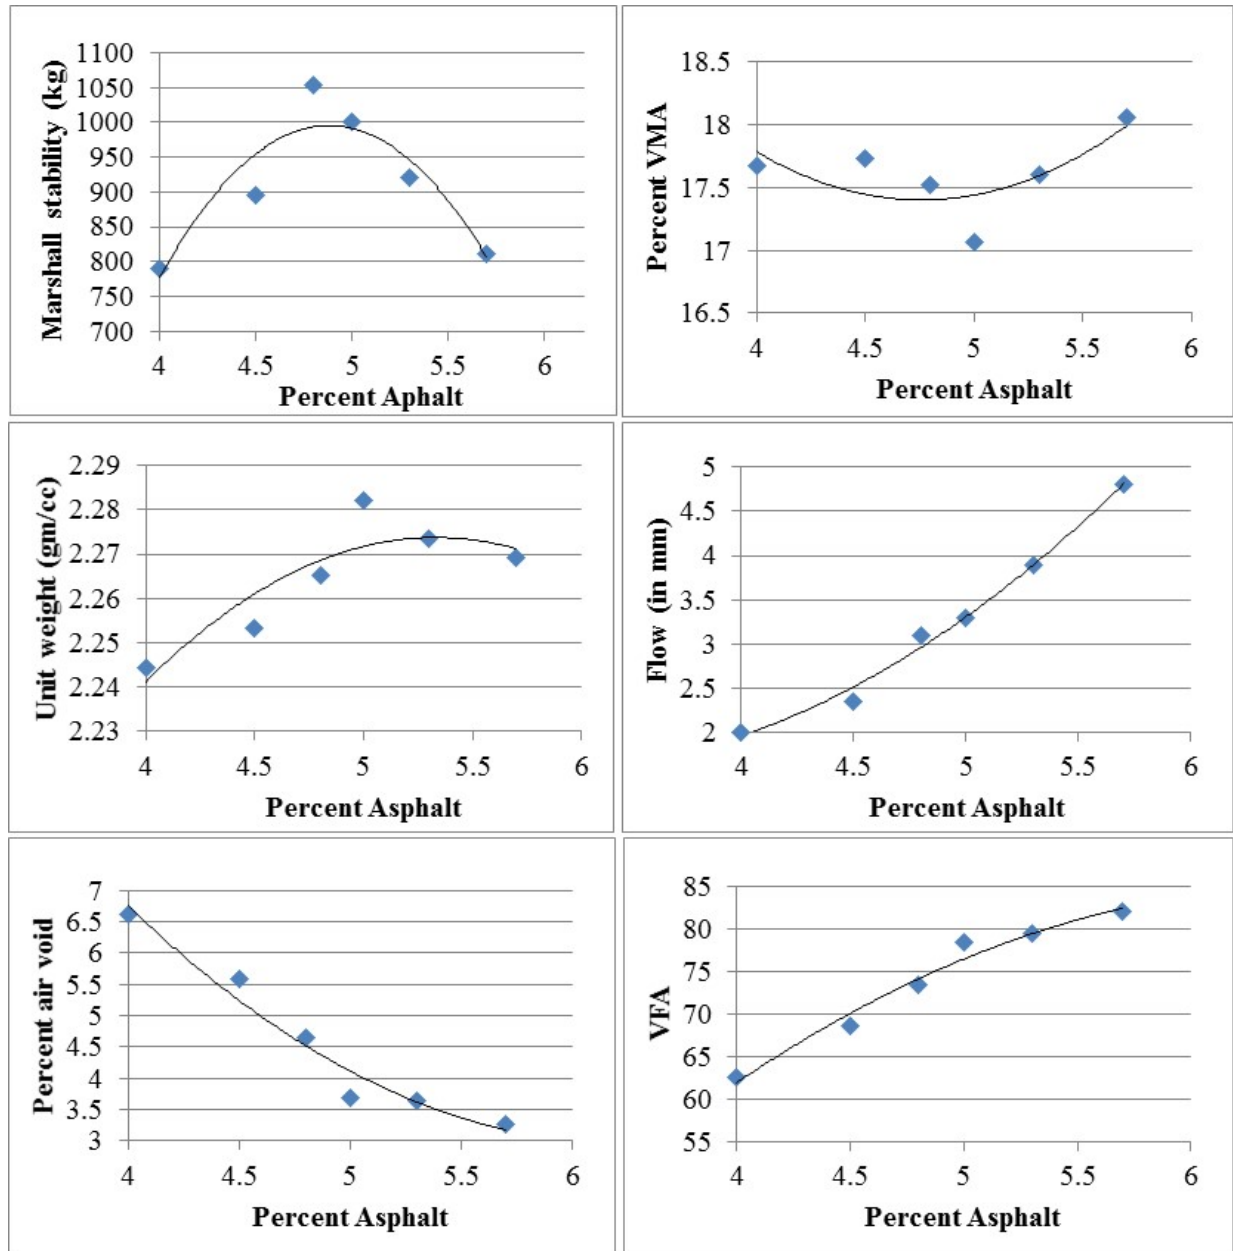 Marshall stability (kg)
1100
1050
1000
950
900
850
800
750
700
4 4.5 5 5.5 6
Percent Aphalt
Percent VMA
18.5
18
17.5
17
16.5
4 4.5 5 5.5 6
Percent Asphalt
Unit weight (gm/cc)
2.29
2.28
2.27
2.26
2.25
2.24
2.23
4 4.5 5 5.5 6
Percent Asphalt
Flow (in mm)
5
4.5
4
3.5
3
2.5
2
4 4.5 5 5.5 6
Percent Asphalt
Percent air void
7
6.5
6
5.5
5
4.5
4
3.5
3
4 4.5 5 5.5 6
Percent Asphalt
VFA
85
80
75
70
65
60
55
4 4.5 5 5.5 6
Percent Asphalt